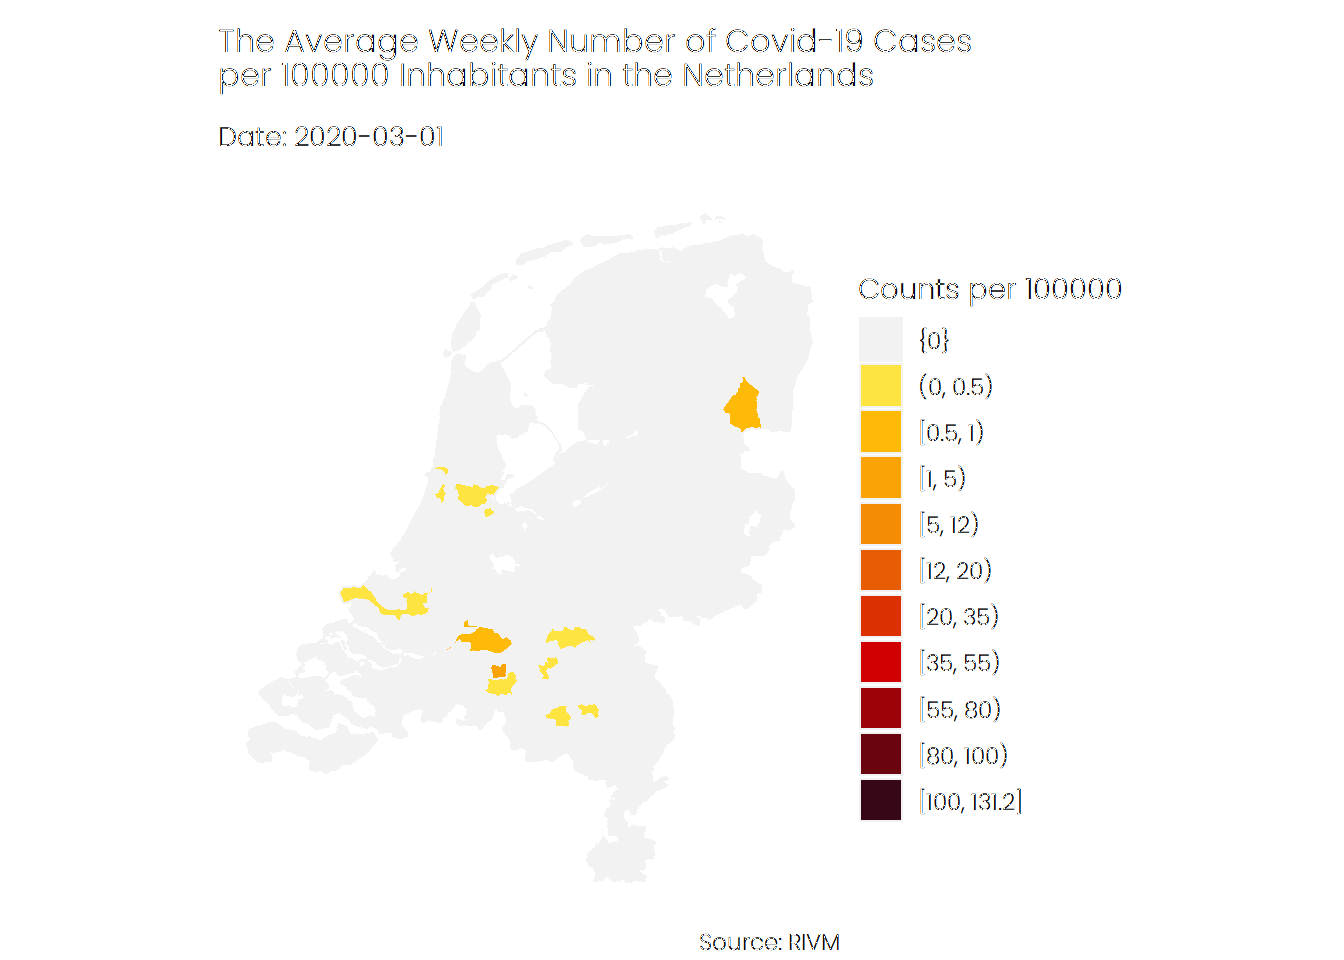 The Average Weekly Number of Covid-19 Cases
per 100000 Inhabitants in the Netherlands
Date: 2020-03-01
Counts per 100000
{0}
(0, 0.5)
[0.5, 1)
[1, 5)
[5, 12)
[12, 20)
[20, 35)
[35, 55)
[55, 80)
[80, 100)
[100, 131.2]
Source: RIVM